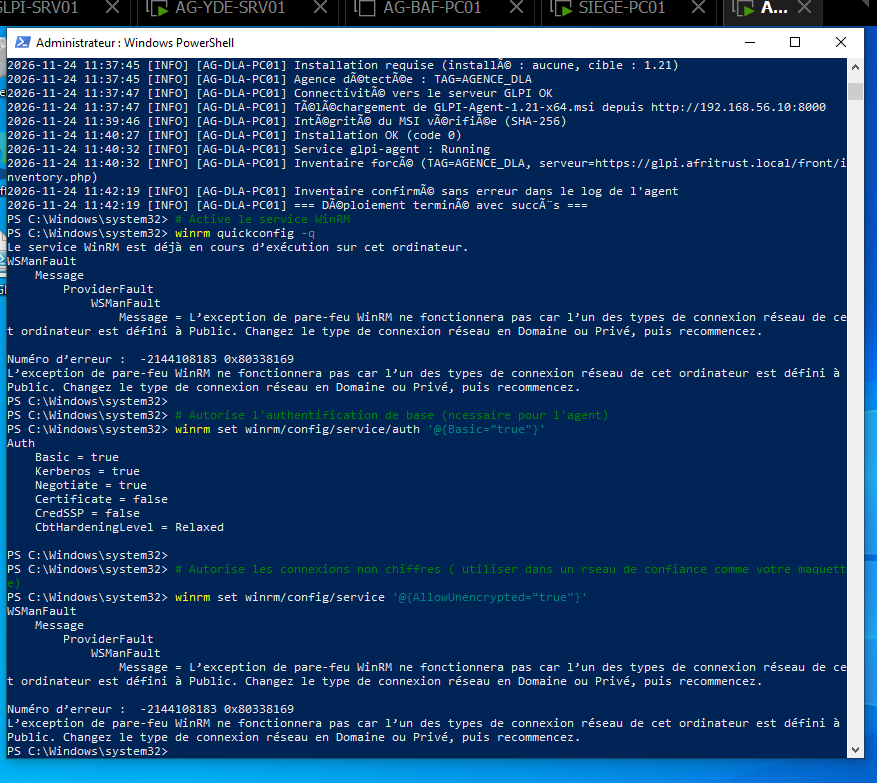 GLPI-SRV01 AG-YDE-SRV01 AG-BAF-PC01 SIEGE-PC01 A...
Administrateur : Windows PowerShell
2026-11-24 11:37:45 [INFO] [AG-DLA-PC01] Installation requise (installÃ© : aucune, cible : 1.21)
2026-11-24 11:37:45 [INFO] [AG-DLA-PC01] Agence dÃ©tectÃ©e : TAG=AGENCE_DLA
2026-11-24 11:37:47 [INFO] [AG-DLA-PC01] ConnectivitÃ© vers le serveur GLPI OK
2026-11-24 11:37:47 [INFO] [AG-DLA-PC01] TÃ©lÃ©chargement de GLPI-Agent-1.21-x64.msi depuis http://192.168.56.10:8000
2026-11-24 11:39:46 [INFO] [AG-DLA-PC01] IntÃ©gritÃ© du MSI vÃ©rifiÃ©e (SHA-256)
2026-11-24 11:40:27 [INFO] [AG-DLA-PC01] Installation OK (code 0)
2026-11-24 11:40:32 [INFO] [AG-DLA-PC01] Service glpi-agent : Running
2026-11-24 11:40:32 [INFO] [AG-DLA-PC01] Inventaire forcÃ© (TAG=AGENCE_DLA, serveur=https://glpi.afritrust.local/front/i
nventory.php)
2026-11-24 11:42:19 [INFO] [AG-DLA-PC01] Inventaire confirmÃ© sans erreur dans le log de l'agent
2026-11-24 11:42:19 [INFO] [AG-DLA-PC01] === DÃ©ploiement terminÃ© avec succÃ¨s ===
PS C:\Windows\system32> # Active le service WinRM
PS C:\Windows\system32> winrm quickconfig -q
Le service WinRM est déjà en cours d’exécution sur cet ordinateur.
WSManFault
Message
ProviderFault
WSManFault
Message = L’exception de pare-feu WinRM ne fonctionnera pas car l’un des types de connexion réseau de ce
t ordinateur est défini à Public. Changez le type de connexion réseau en Domaine ou Privé, puis recommencez.
Numéro d’erreur :  -2144108183 0x80338169
L’exception de pare-feu WinRM ne fonctionnera pas car l’un des types de connexion réseau de cet ordinateur est défini à
Public. Changez le type de connexion réseau en Domaine ou Privé, puis recommencez.
PS C:\Windows\system32>
PS C:\Windows\system32> # Autorise l'authentification de base (ncessaire pour l'agent)
PS C:\Windows\system32> winrm set winrm/config/service/auth '@{Basic="true"}'
Auth
Basic = true
Kerberos = true
Negotiate = true
Certificate = false
CredSSP = false
CbtHardeningLevel = Relaxed
PS C:\Windows\system32>
PS C:\Windows\system32> # Autorise les connexions non chiffres ( utiliser dans un rseau de confiance comme votre maquett
e)
PS C:\Windows\system32> winrm set winrm/config/service '@{AllowUnencrypted="true"}'
WSManFault
Message
ProviderFault
WSManFault
Message = L’exception de pare-feu WinRM ne fonctionnera pas car l’un des types de connexion réseau de ce
t ordinateur est défini à Public. Changez le type de connexion réseau en Domaine ou Privé, puis recommencez.
Numéro d’erreur :  -2144108183 0x80338169
L’exception de pare-feu WinRM ne fonctionnera pas car l’un des types de connexion réseau de cet ordinateur est défini à
Public. Changez le type de connexion réseau en Domaine ou Privé, puis recommencez.
PS C:\Windows\system32>